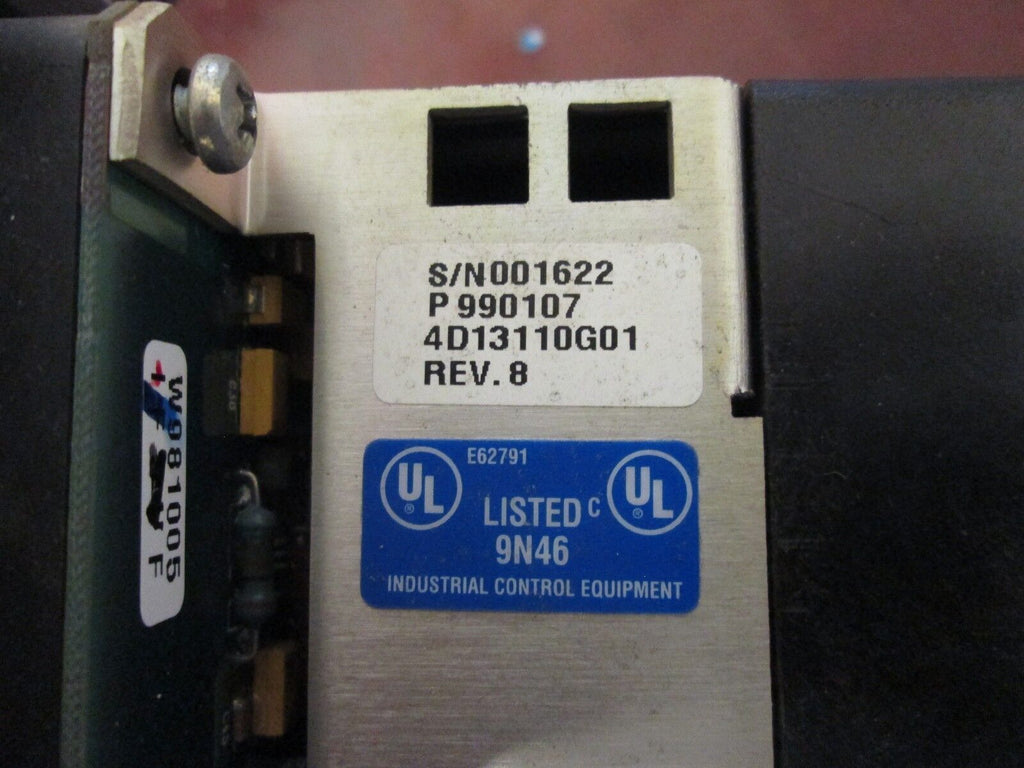 S/N001622
P 990107
4D13110G01
REV. 8
E62791
UL
®
LISTED
C
UL
®
9N46
INDUSTRIAL CONTROL EQUIPMENT
W981005
F